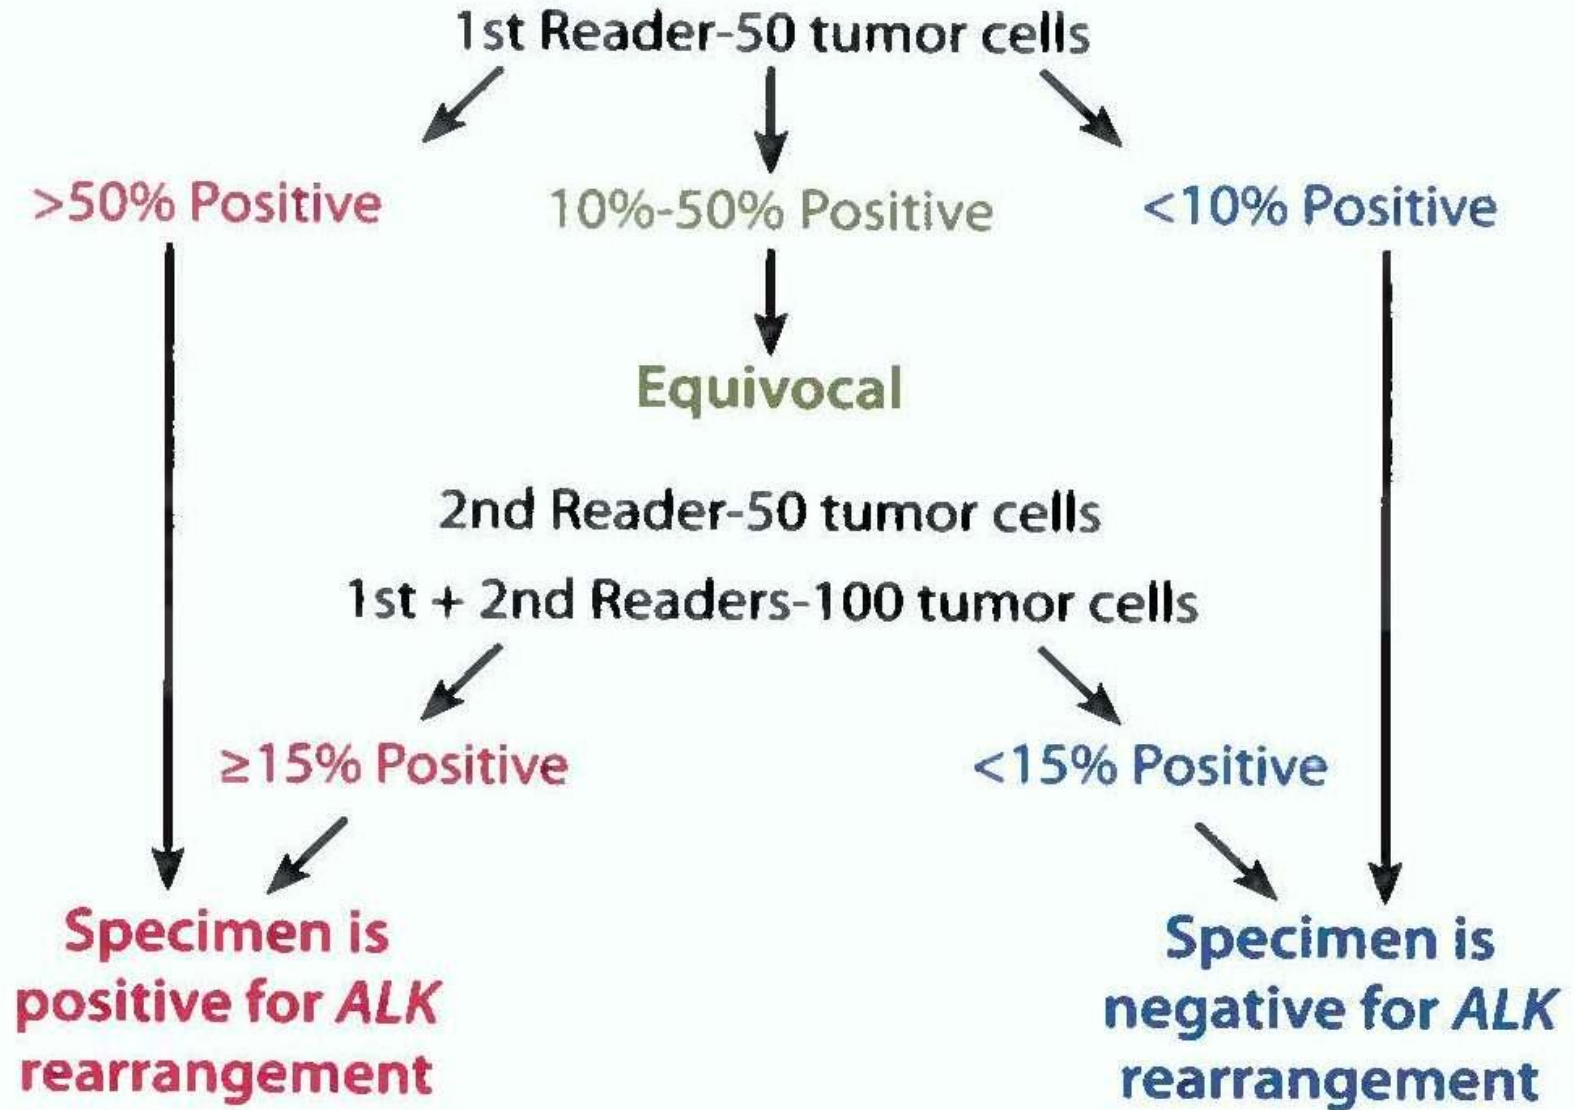 1st Reader-50 tumor cells
>50% Positive
10%-50% Positive
<10% Positive
Equivocal
2nd Reader-50 tumor cells
1st + 2nd Readers-100 tumor cells
≥15% Positive
<15% Positive
Specimen is
positive for ALK
rearrangement
Specimen is
negative for ALK
rearrangement